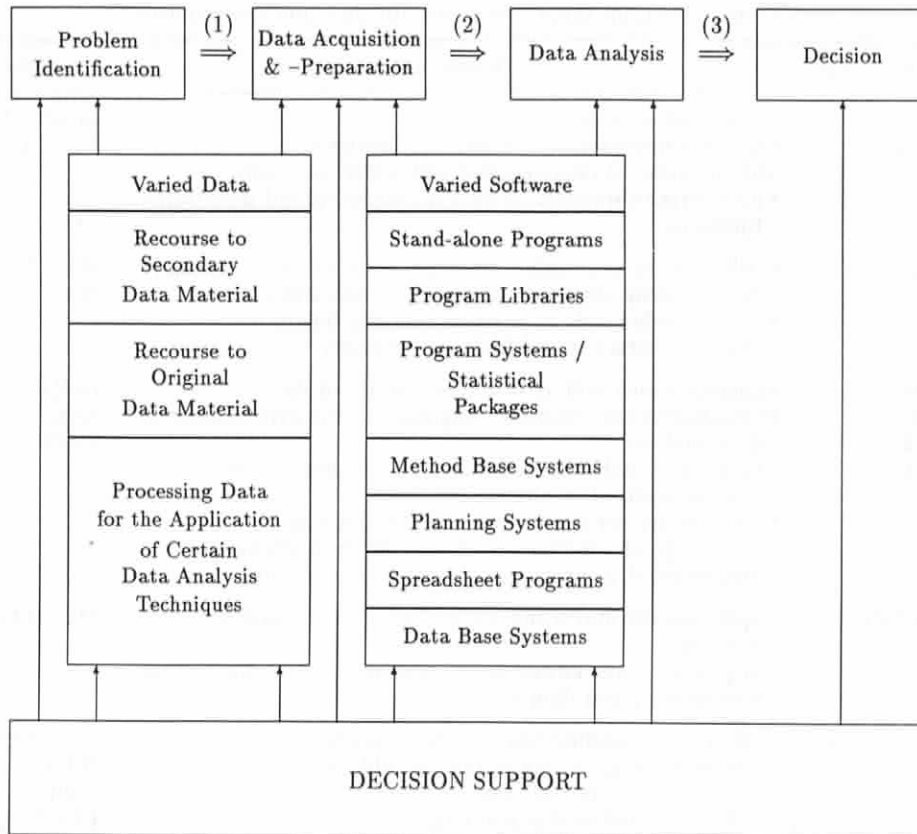 (1)
(2)
(3)
Problem
Identification
⇒
Data Acquisition
& –Preparation
⇒
Data Analysis
⇒
Decision
Varied Data
Recourse to
Secondary
Data Material
Recourse to
Original
Data Material
Processing Data
for the Application
of Certain
Data Analysis
Techniques
Varied Software
Stand-alone Programs
Program Libraries
Program Systems /
Statistical
Packages
Method Base Systems
Planning Systems
Spreadsheet Programs
Data Base Systems
DECISION SUPPORT